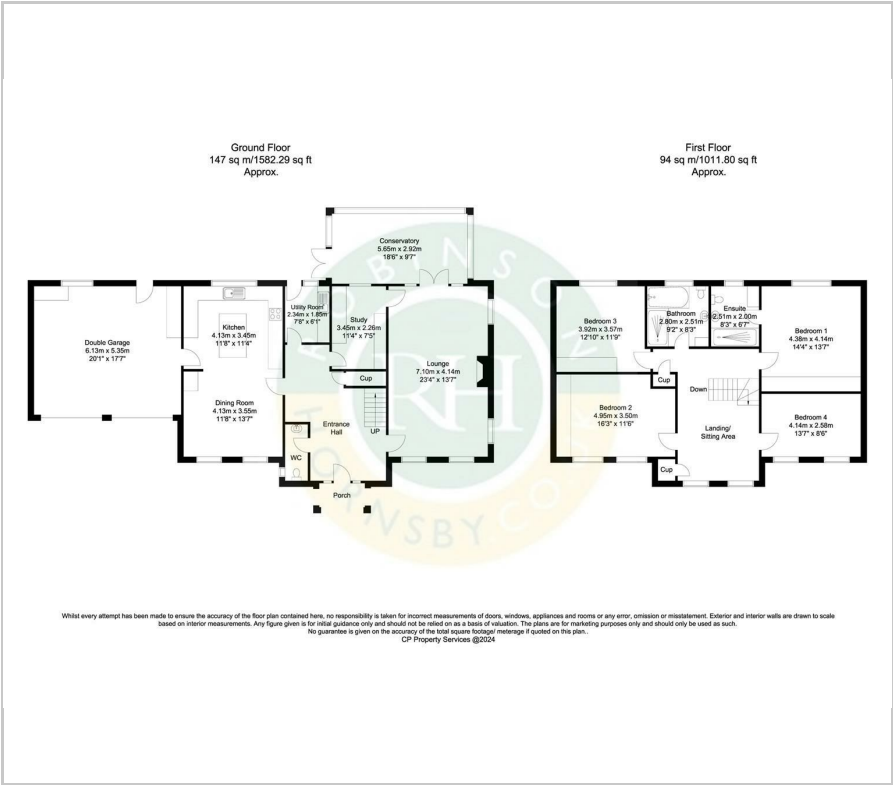 Ground Floor
147 sq m/1582.29 sq ft
Approx.
First Floor
94 sq m/1011.80 sq ft
Approx.
Conservatory
5.65m x 2.92m
18'6" x 9'7"
Utility Room
2.34m x 1.85m
7'8" x 6'1"
Study
3.45m x 2.26m
11'4" x 7'5"
Kitchen
4.13m x 3.45m
11'8" x 11'4"
Double Garage
6.13m x 5.35m
20'1" x 17'7"
Lounge
7.10m x 4.14m
23'4" x 13'7"
Cup
Dining Room
4.13m x 3.55m
11'8" x 13'7"
Entrance
Hall
UP
WC
Porch
Bedroom 3
3.92m x 3.57m
12'10" x 11'9"
Bathroom
2.80m x 2.51m
9'2" x 8'3"
Ensuite
2.51m x 2.00m
8'3" x 6'7"
Bedroom 1
4.38m x 4.14m
14'4" x 13'7"
Cup
Down
Bedroom 2
4.95m x 3.50m
16'3" x 11'6"
Landing/
Sitting Area
Bedroom 4
4.14m x 2.58m
13'7" x 8'6"
Cup
ROBINSON
RH
HORNSBY COSY
Whilst every attempt has been made to ensure the accuracy of the floor plan contained here, no responsibility is taken for incorrect measurements of doors, windows, appliances and rooms or any error, omission or misstatement. Exterior and interior walls are drawn to scale
based on interior measurements. Any figure given is for initial guidance only and should not be relied on as a basis of valuation. The plans are for marketing purposes only and should only be used as such.
No guarantee is given on the accuracy of the total square footage/ meterage if quoted on this plan..
CP Property Services @2024